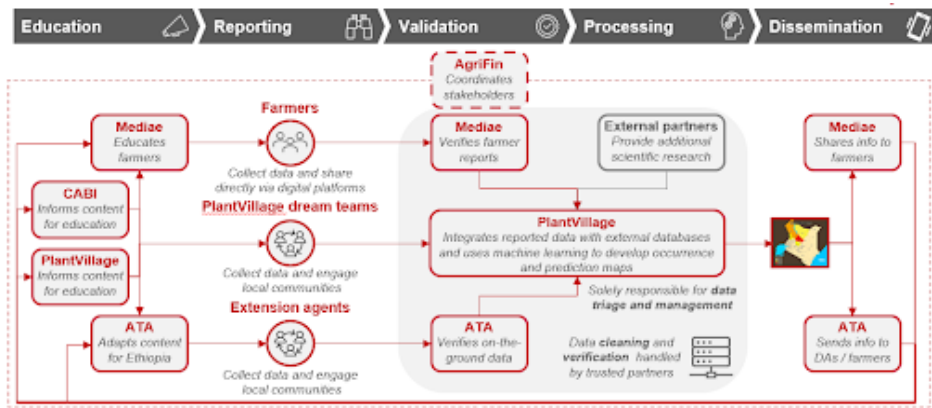 Education
Reporting
Validation
Processing
Dissemination
AgriFin
Coordinates
stakeholders
Farmers
Mediae
Educates
farmers
Collect data and share
directly via digital platforms
Mediae
Verifies farmer
reports
External partners
Provide additional
scientific research
Mediae
Shares info to
farmers
CABI
Informs content
for education
PlantVillage dream teams
Collect data and engage
local communities
PlantVillage
Integrates reported data with external databases
and uses machine learning to develop occurrence
and prediction maps
PlantVillage
Informs content
for education
Solely responsible for data
triage and management
Extension agents
ATA
Adapts content
for Ethiopia
Collect data and engage
local communities
ATA
Verifies on-the-
ground data
Data cleaning and
verification handled
by trusted partners
ATA
Sends info to
DAs / farmers